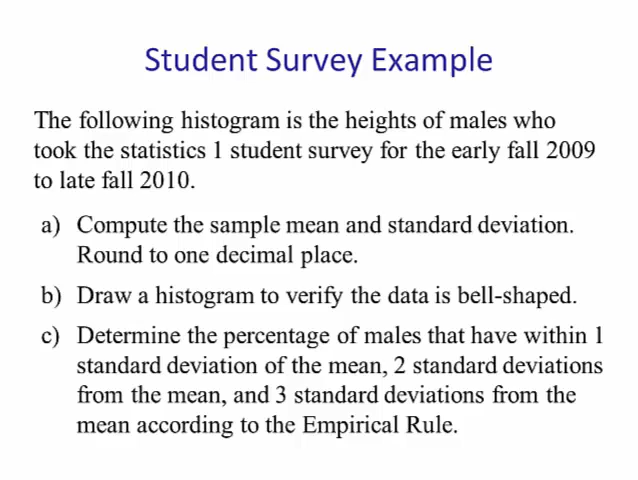 Student Survey Example
The following histogram is the heights of males who
took the statistics 1 student survey for the early fall 2009
to late fall 2010.
a) Compute the sample mean and standard deviation.
Round to one decimal place.
b) Draw a histogram to verify the data is bell-shaped.
c) Determine the percentage of males that have within 1
standard deviation of the mean, 2 standard deviations
from the mean, and 3 standard deviations from the
mean according to the Empirical Rule.